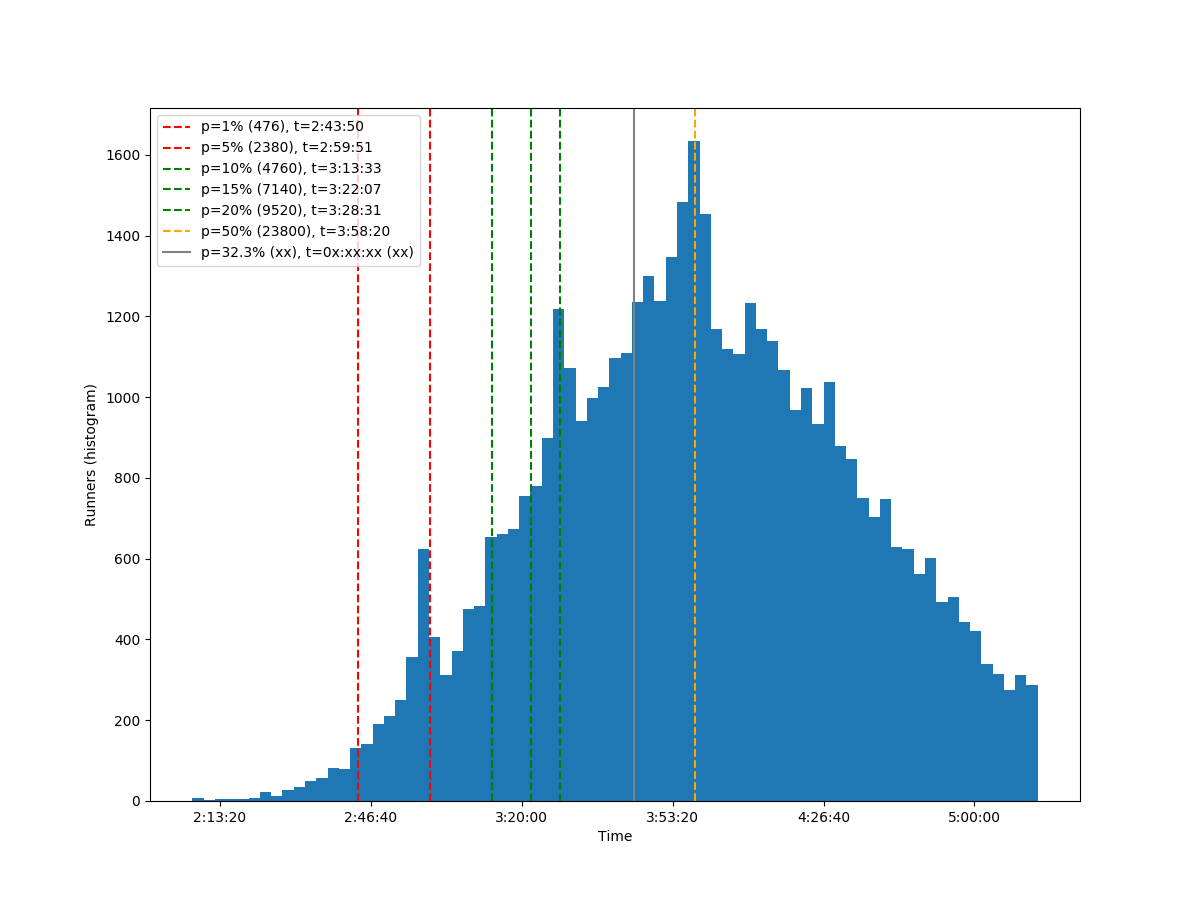 p=1% (476), t=2:43:50
p=5% (2380), t=2:59:51
p=10% (4760), t=3:13:33
p=15% (7140), t=3:22:07
p=20% (9520), t=3:28:31
p=50% (23800), t=3:58:20
p=32.3% (xx), t=0x:xx:xx (xx)
1600
1400
1200
1000
800
600
400
200
0
Runners (histogram)
2:13:20 2:46:40 3:20:00 3:53:20 4:26:40 5:00:00
Time